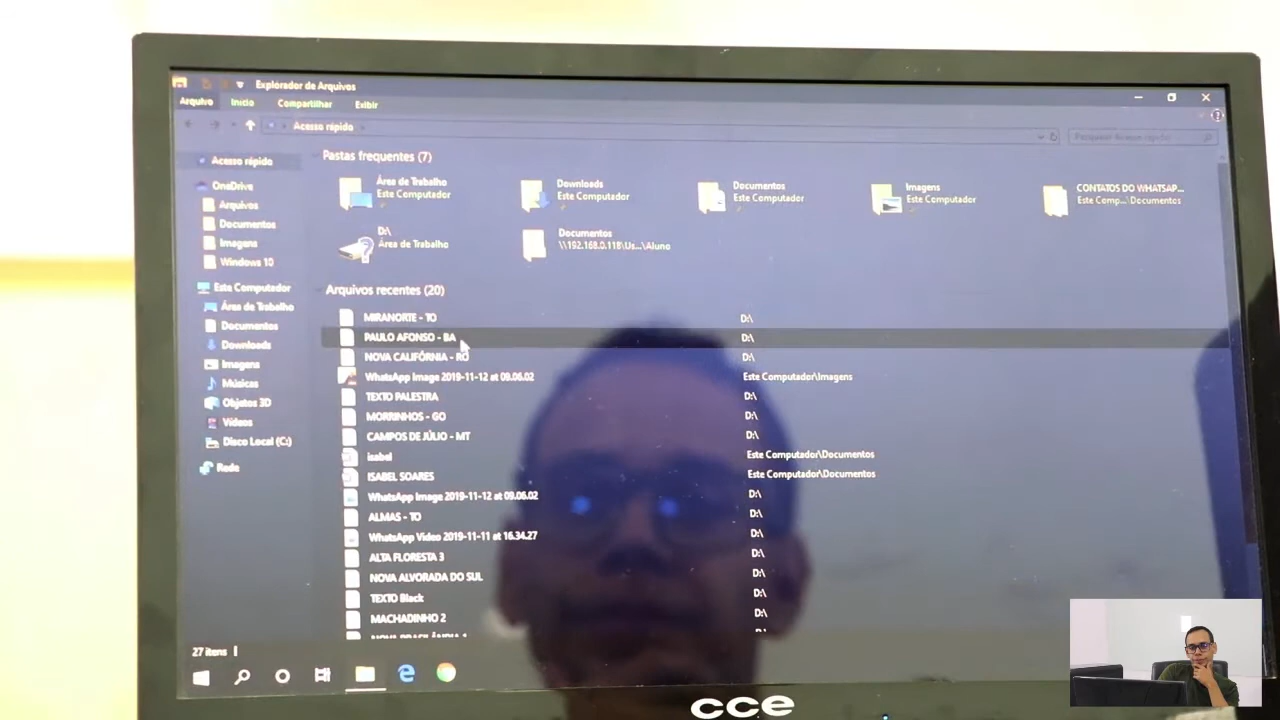 Explorador de Arquivos
Arquivo Início Compartilhar Exibir
Acesso rápido
Pesquisar Acesso rápido
Acesso rápido
OneDrive
Arquivos
Documentos
Imagens
Windows 10
Este Computador
Área de Trabalho
Documentos
Downloads
Imagens
Músicas
Objetos 3D
Vídeos
Disco Local (C:)
Rede
Pastas frequentes (7)
Área de Trabalho
Este Computador
Downloads
Este Computador
Documentos
Este Computador
Imagens
Este Computador
CONTATOS DO WHATSAP...
Este Comp...\Documentos
D:\
Área de Trabalho
Documentos
\\192.168.0.118\Us...\Aluno
Arquivos recentes (20)
MIRANORTE - TO D:\
PAULO AFONSO - BA D:\
NOVA CALIFÓRNIA - RO D:\
WhatsApp Image 2019-11-12 at 09.06.02 Este Computador\Imagens
TEXTO PALESTRA D:\
MORRINHOS - GO D:\
CAMPOS DE JÚLIO - MT D:\
isabel Este Computador\Documentos
ISABEL SOARES Este Computador\Documentos
WhatsApp Image 2019-11-12 at 09.06.02 D:\
ALMAS - TO D:\
WhatsApp Video 2019-11-11 at 16.34.27 D:\
ALTA FLORESTA 3 D:\
NOVA ALVORADA DO SUL D:\
TEXTO Black D:\
MACHADINHO 2 D:\
27 itens
cce